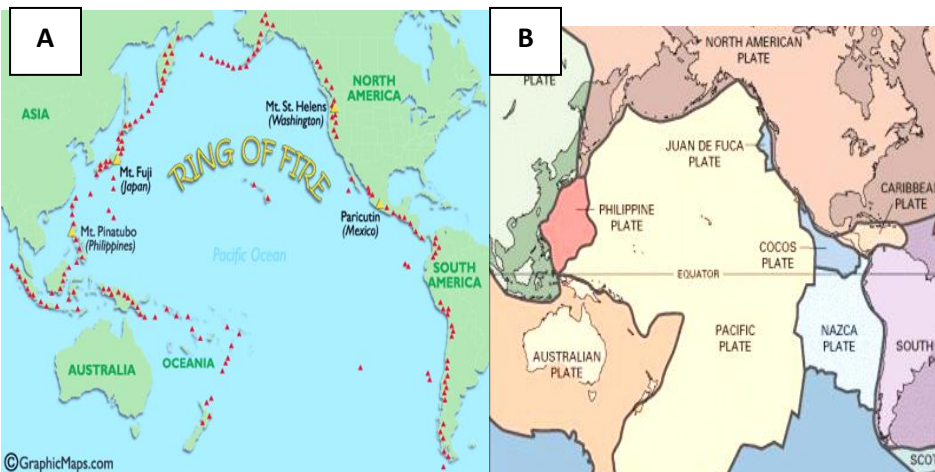 A
ASIA
NORTH
AMERICA
Mt. St. Helens
(Washington)
RING OF FIRE
Mt. Fuji
(Japan)
Mt. Pinatubo
(Philippines)
Paricutin
(Mexico)
Pacific Ocean
SOUTH
AMERICA
AUSTRALIA
OCEANIA
©GraphicMaps.com
B
NORTH AMERICAN
PLATE
PLATE
JUAN DE FUCA
PLATE
CARIBBEA
PLATE
PHILIPPINE
PLATE
COCOS
PLATE
EQUATOR
PACIFIC
PLATE
NAZCA
PLATE
SOUTH
AUSTRALIAN
PLATE
SCOT